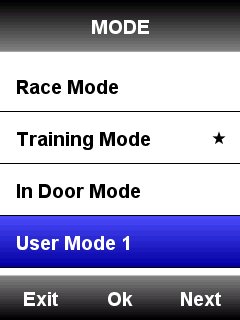 MODE
Race Mode
Training Mode ★
In Door Mode
User Mode 1
Exit Ok Next